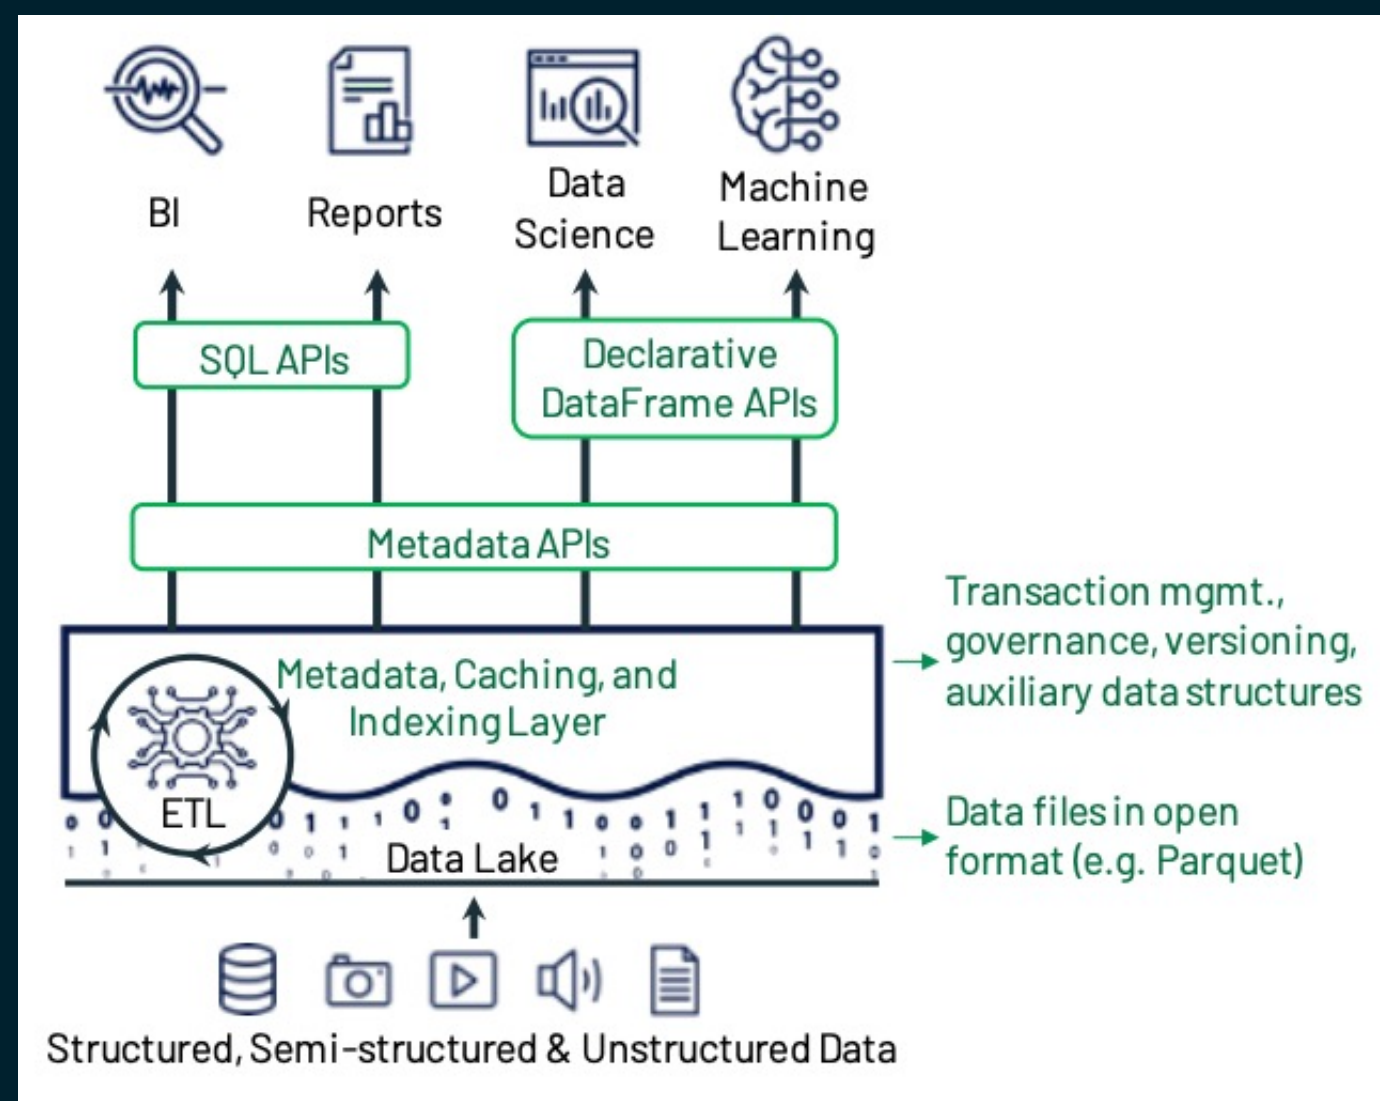 BI
Reports
Data
Science
Machine
Learning
SQL APIs
Declarative
DataFrame APIs
Metadata APIs
Metadata, Caching, and
Indexing Layer
Transaction mgmt.,
governance, versioning,
auxiliary data structures
ETL
Data Lake
Data files in open
format (e.g. Parquet)
Structured, Semi-structured & Unstructured Data